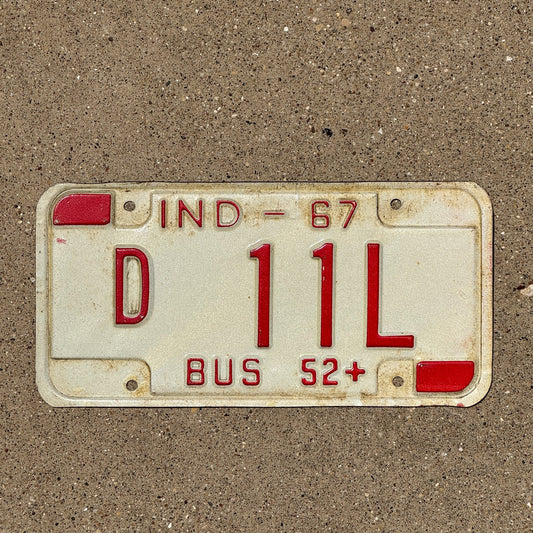 IND - 67
D 11L
BUS 52+